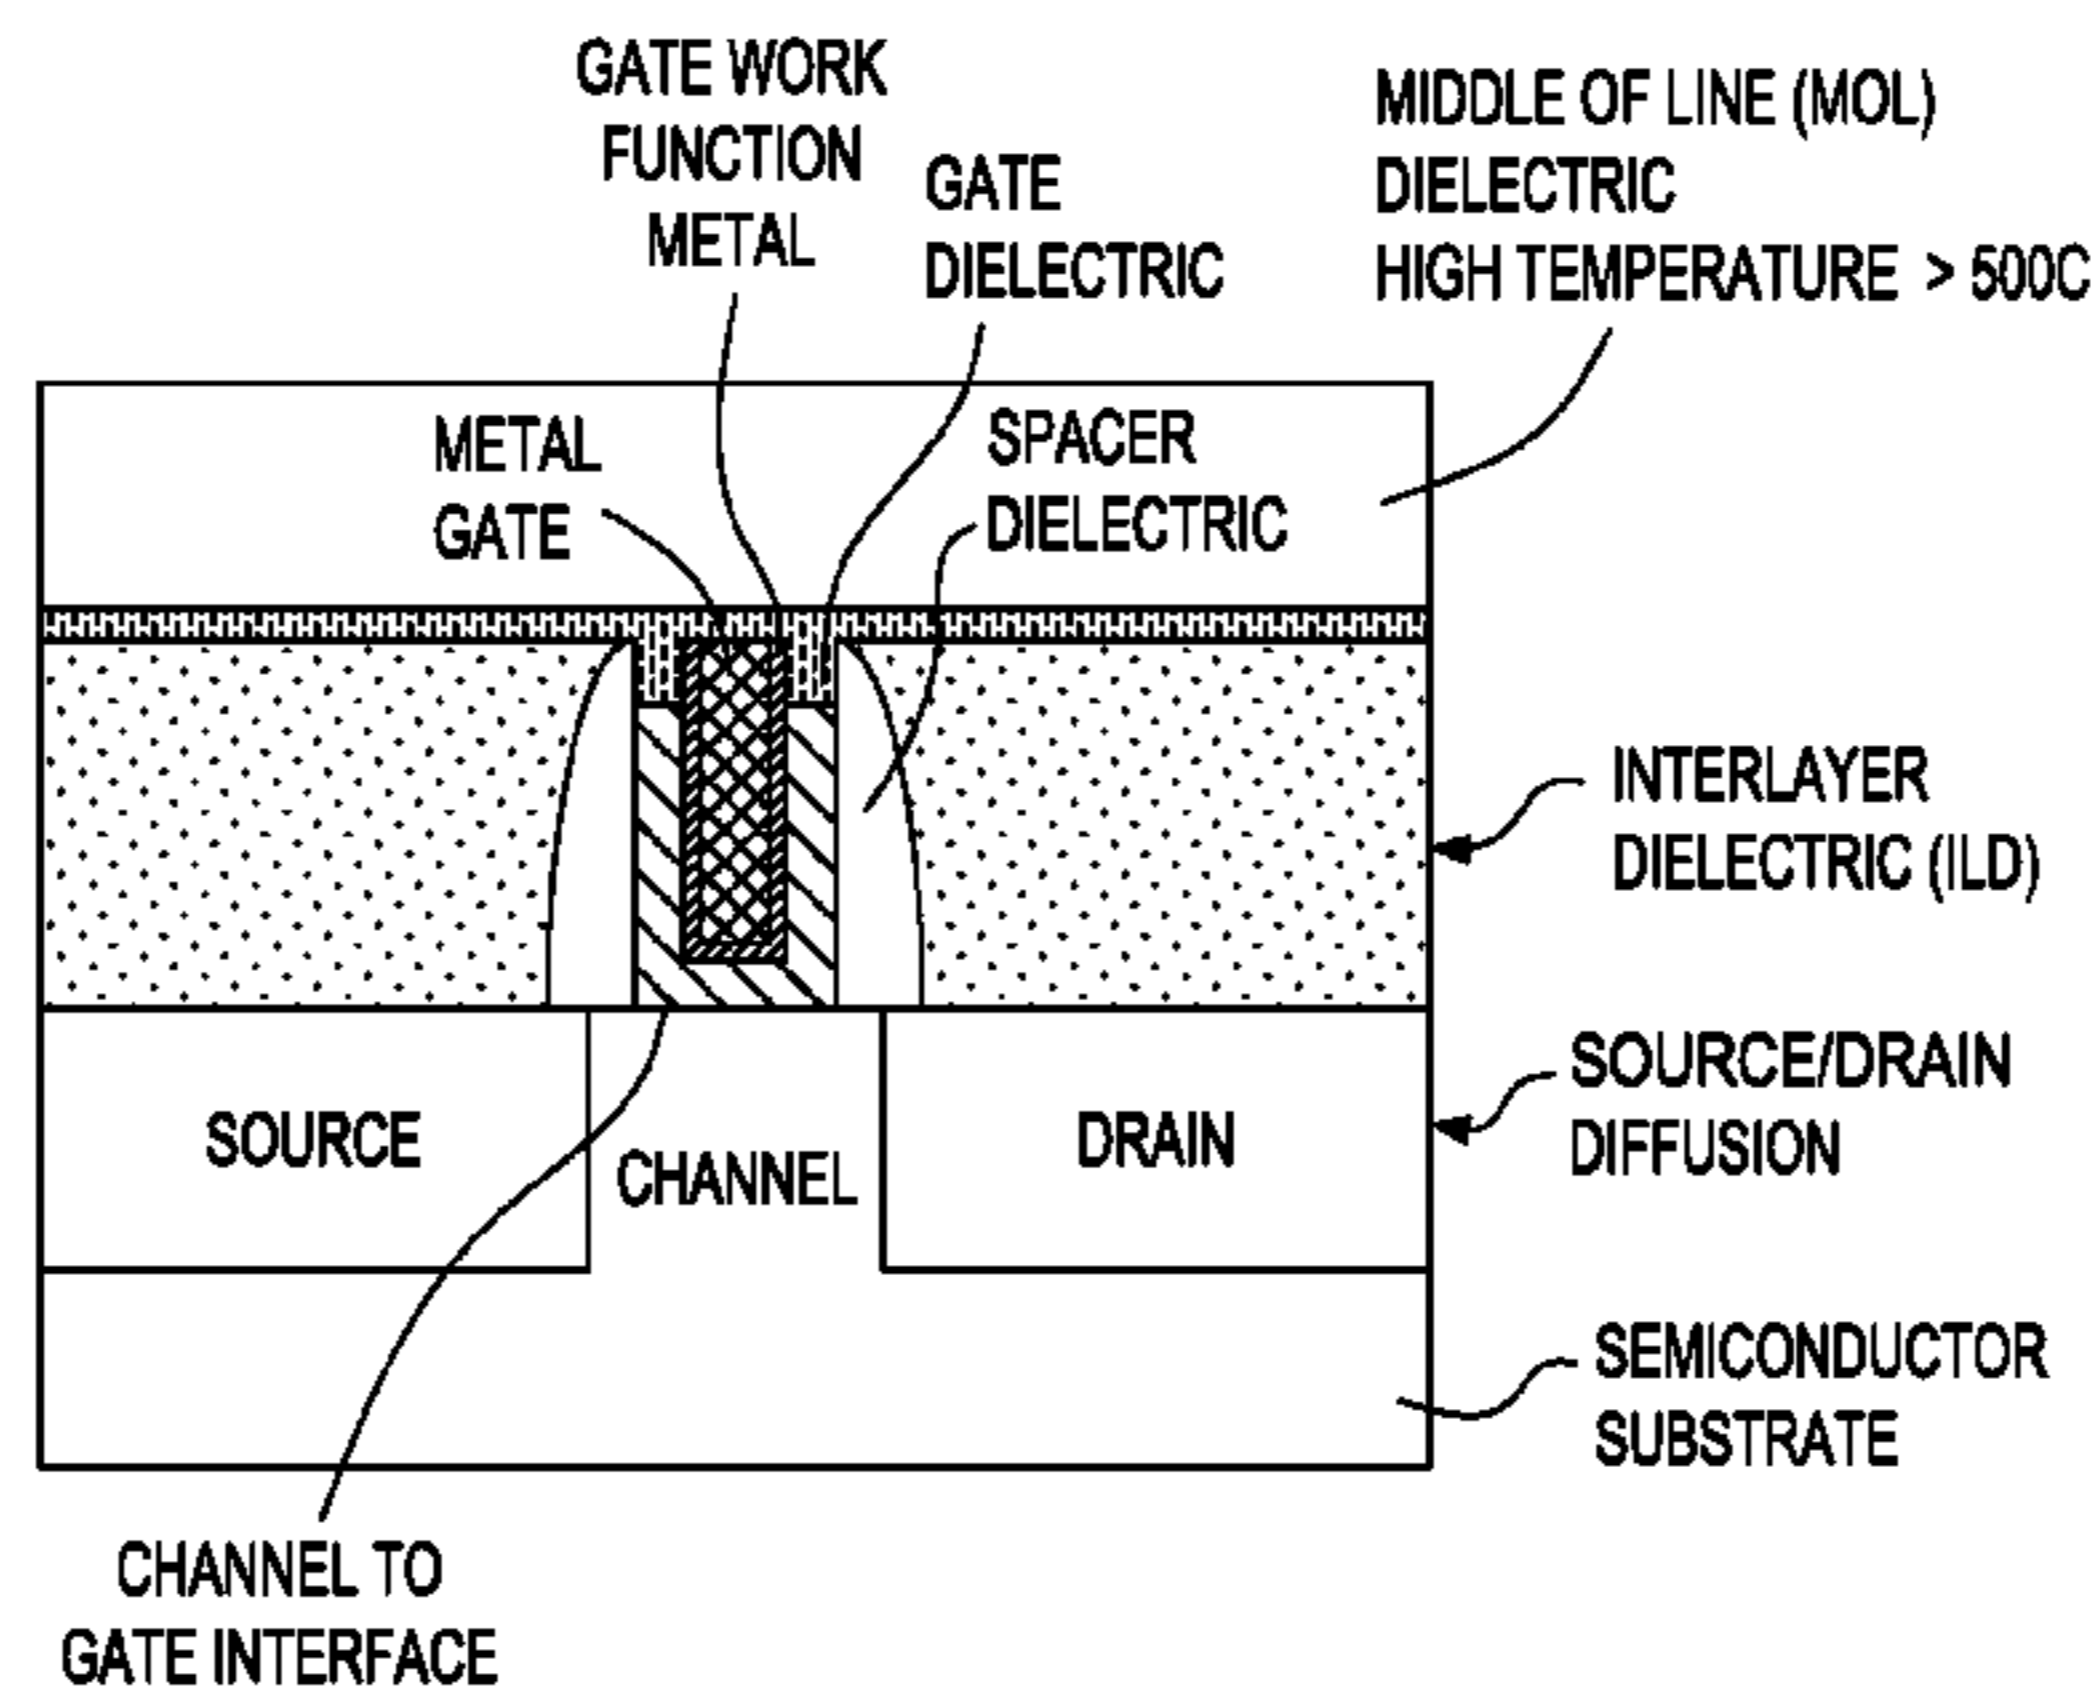 GATE WORK
FUNCTION
METAL
GATE
DIELECTRIC
MIDDLE OF LINE (MOL)
DIELECTRIC
HIGH TEMPERATURE > 500C
METAL
GATE
SPACER
DIELECTRIC
INTERLAYER
DIELECTRIC (ILD)
SOURCE/DRAIN
DIFFUSION
SOURCE
CHANNEL
DRAIN
SEMICONDUCTOR
SUBSTRATE
CHANNEL TO
GATE INTERFACE